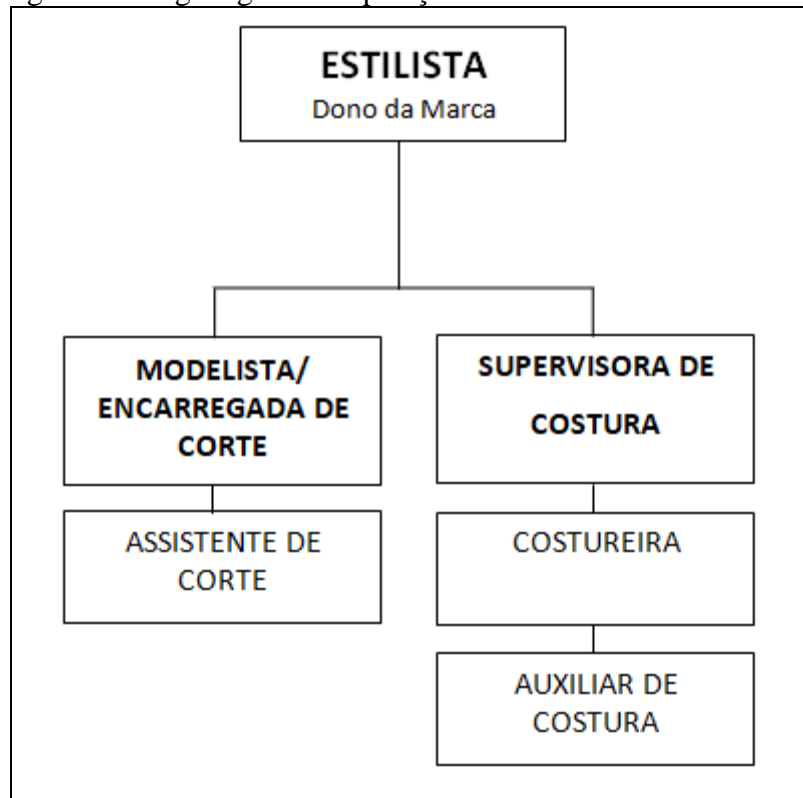 ESTILISTA
Dono da Marca
MODELISTA/
ENCARREGADA DE
CORTE
SUPERVISORA DE
COSTURA
ASSISTENTE DE
CORTE
COSTUREIRA
AUXILIAR DE
COSTURA